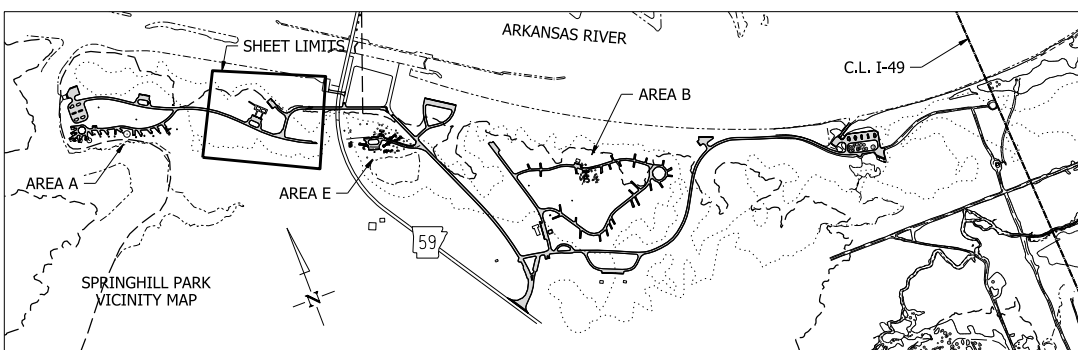 ARKANSAS RIVER
SHEET LIMITS
C.L. I-49
AREA B
AREA A
AREA E
59
SPRINGHILL PARK
VICINITY MAP
N